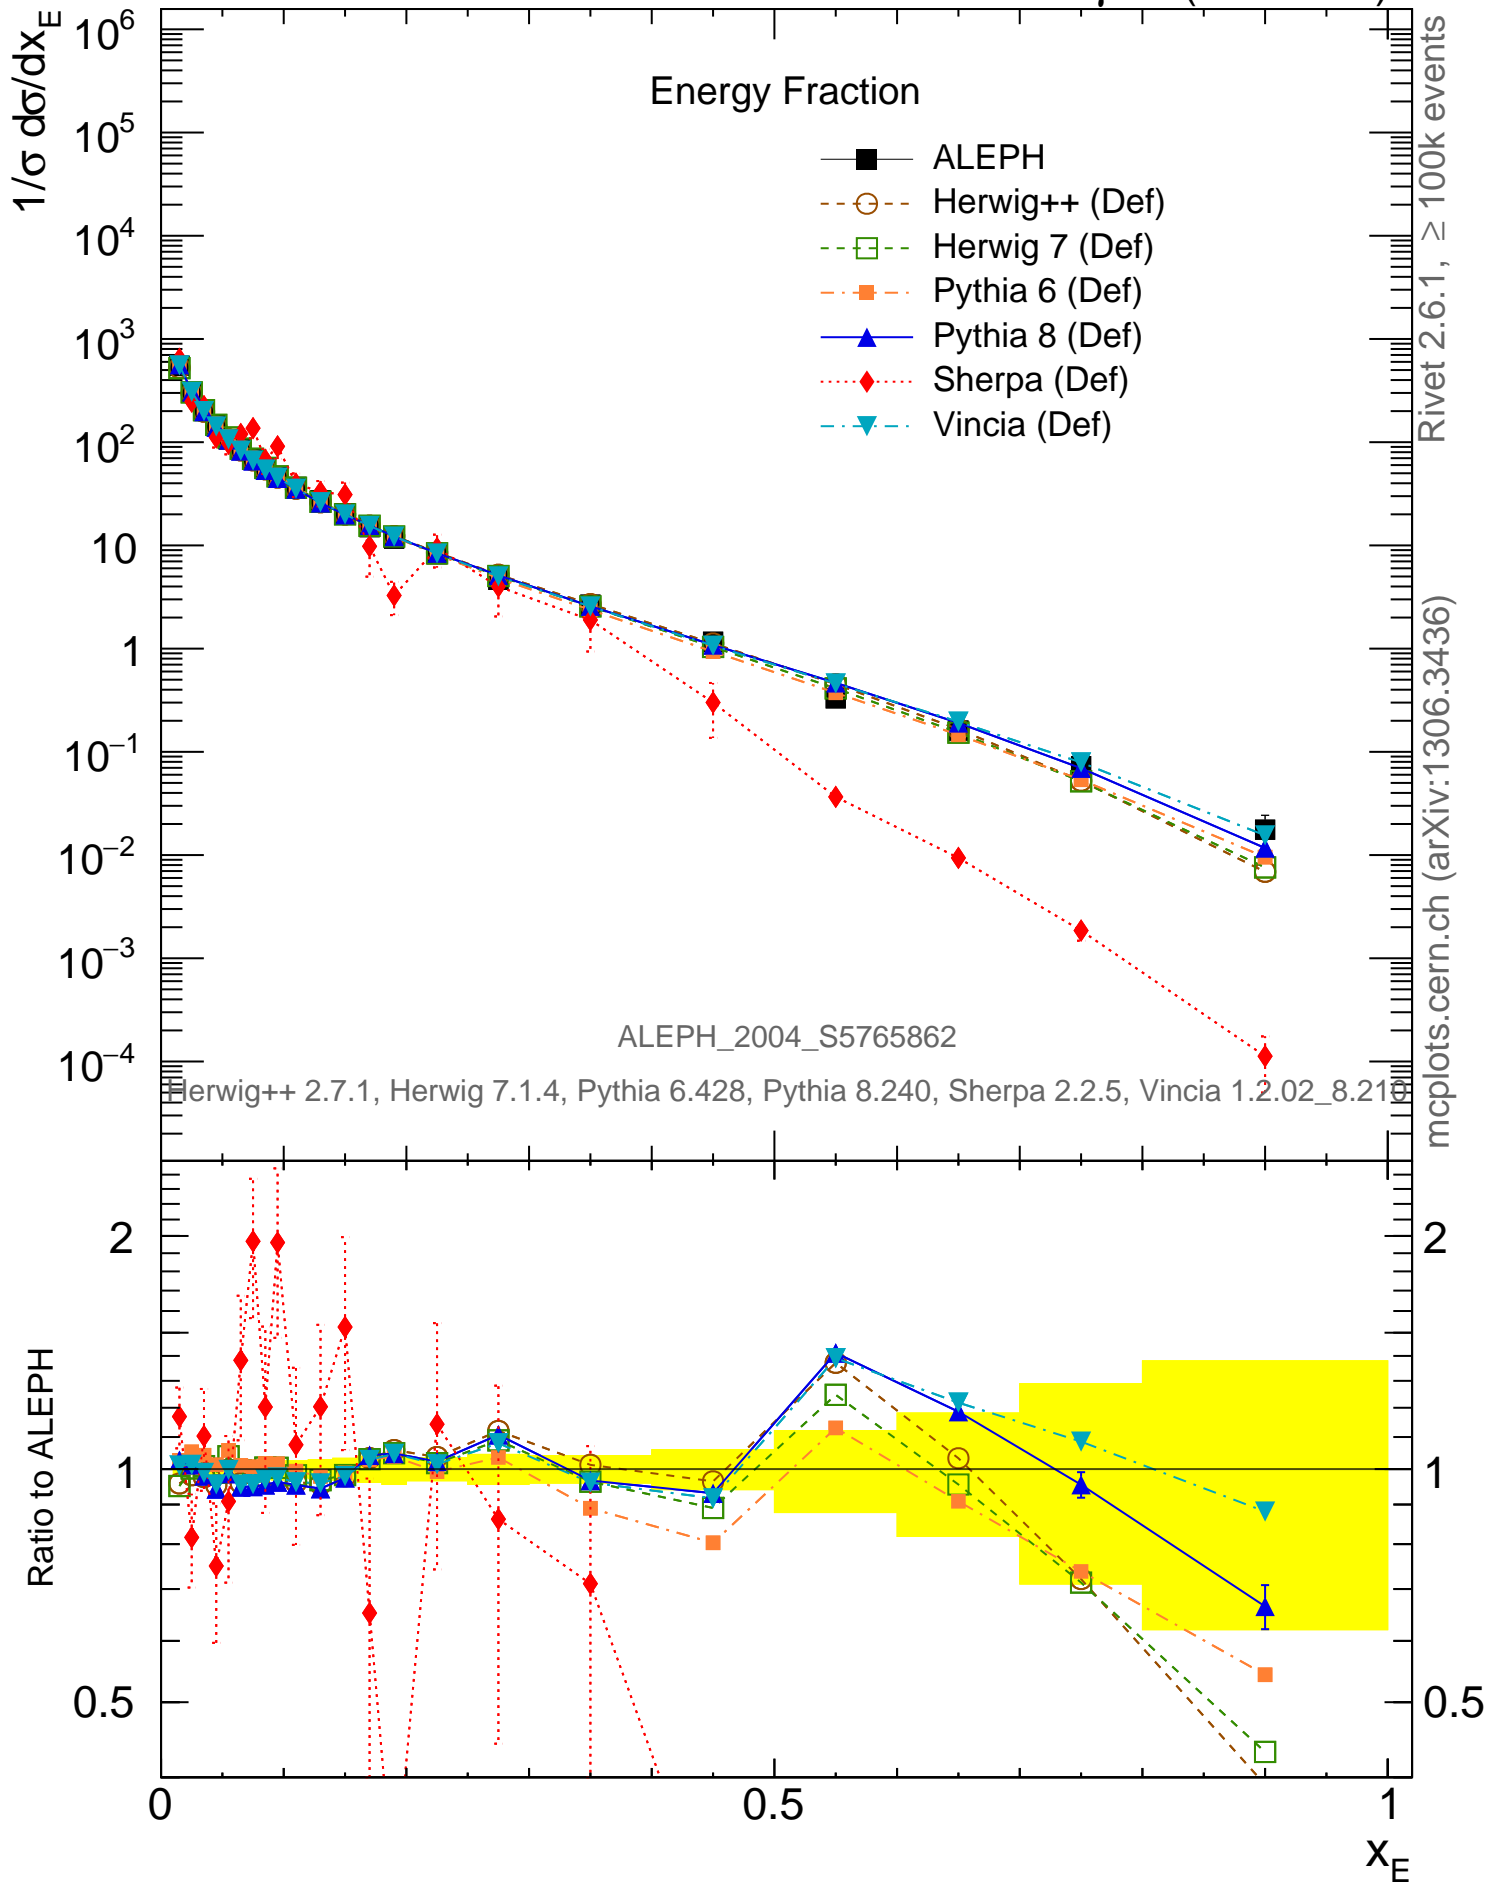 1/σ dσ/dx_E
10^6
10^5
10^4
10^3
10^2
10
1
10^−1
10^−2
10^−3
10^−4
Energy Fraction
ALEPH
Herwig++ (Def)
Herwig 7 (Def)
Pythia 6 (Def)
Pythia 8 (Def)
Sherpa (Def)
Vincia (Def)
ALEPH_2004_S5765862
Herwig++ 2.7.1, Herwig 7.1.4, Pythia 6.428, Pythia 8.240, Sherpa 2.2.5, Vincia 1.2.02_8.210
Rivet 2.6.1, ≥ 100k events
mcplots.cern.ch (arXiv:1306.3436)
Ratio to ALEPH
2
1
0.5
2
1
0.5
0
0.5
1
x_E